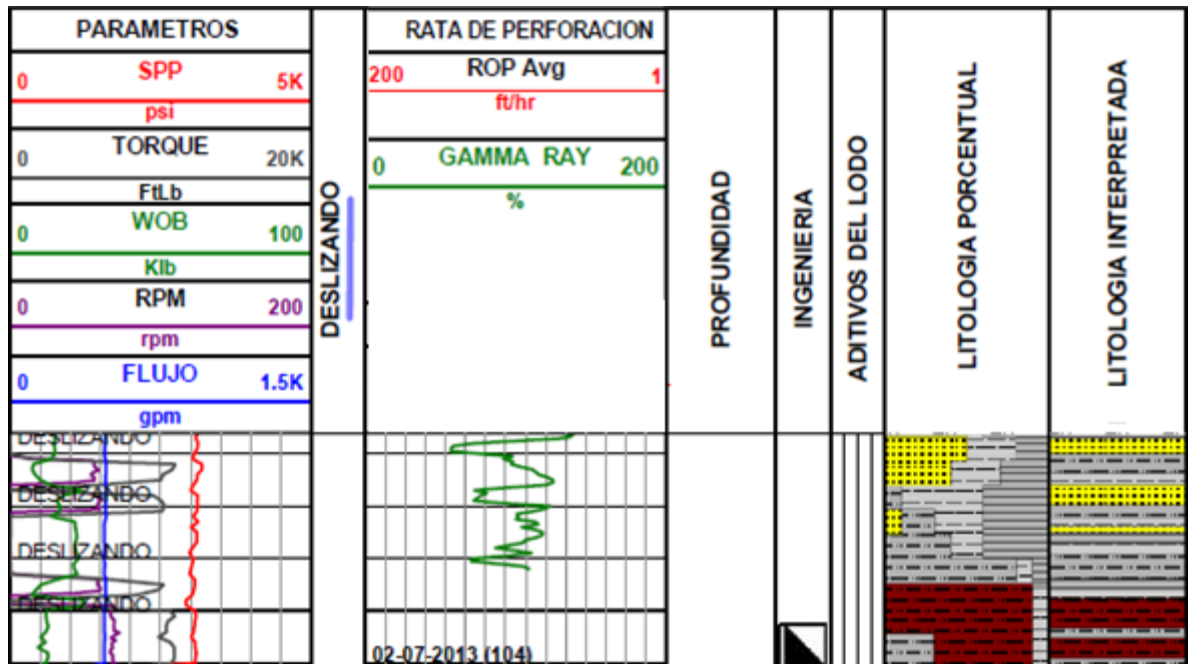 PARAMETROS
0 SPP 5K
psi
0 TORQUE 20K
FtLb
0 WOB 100
Klb
0 RPM 200
rpm
0 FLUJO 1.5K
gpm
DESLIZANDO
RATA DE PERFORACION
200 ROP Avg 1
ft/hr
0 GAMMA RAY 200
%
PROFUNDIDAD
INGENIERIA
ADITIVOS DEL LODO
LITOLOGIA PORCENTUAL
LITOLOGIA INTERPRETADA
DESLIZANDO
DESLIZANDO
DESLIZANDO
DESLIZANDO
02-07-2013 (104)